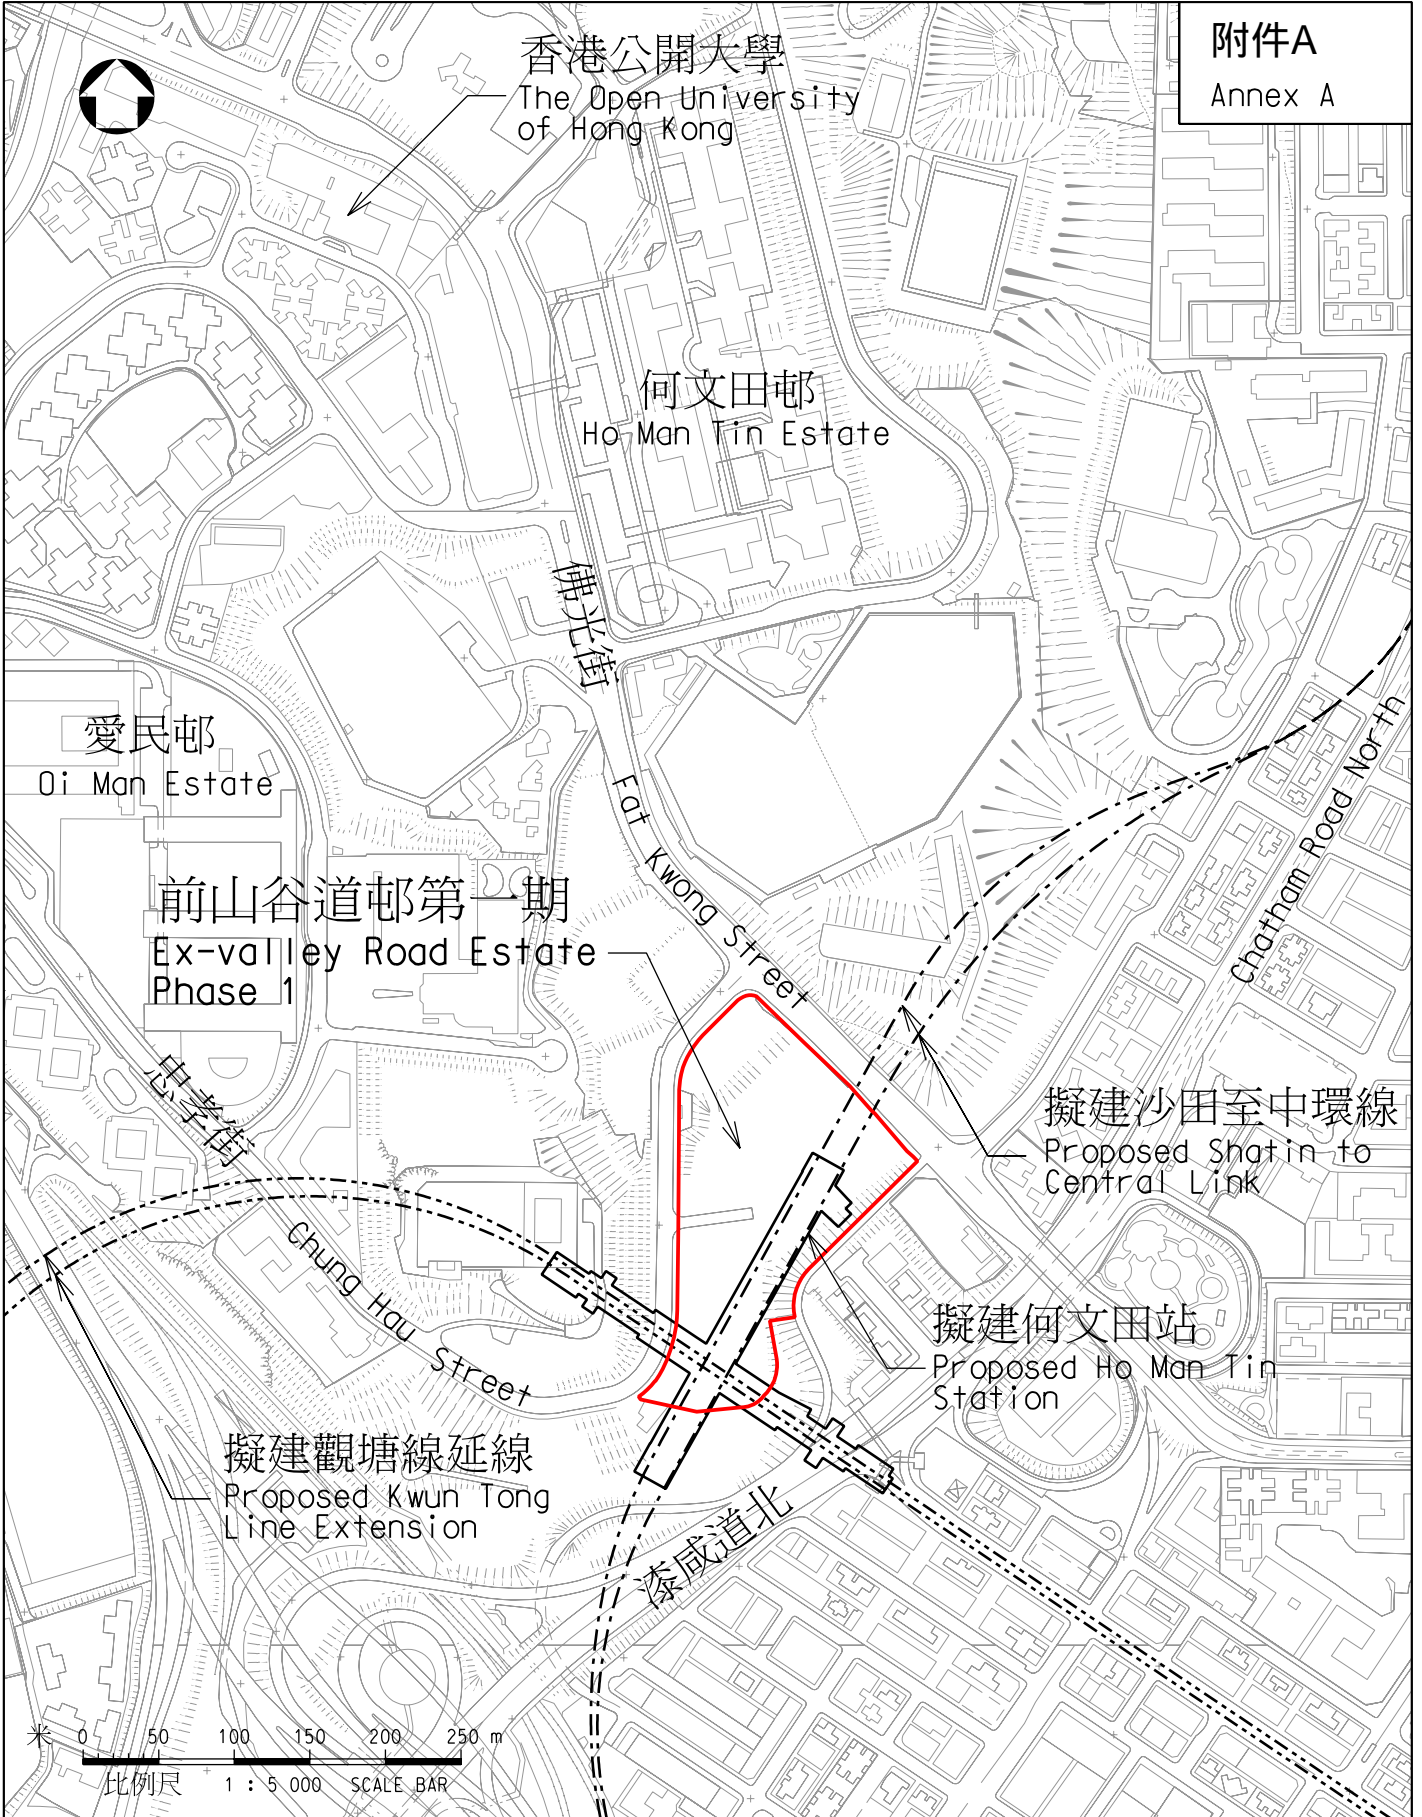 附件A
Annex A
香港公開大學
The Open University
of Hong Kong
何文田邨
Ho Man Tin Estate
佛光街
愛民邨
Oi Man Estate
Fat Kwong Street
Chatham Road North
前山谷道邨第一期
Ex-valley Road Estate
Phase 1
忠孝街
擬建沙田至中環線
Proposed Shatin to
Central Link
Chung Hau Street
擬建何文田站
Proposed Ho Man Tin
Station
擬建觀塘線延線
Proposed Kwun Tong
Line Extension
漆咸道北
米 0 50 100 150 200 250 m
比例尺 1 : 5 000 SCALE BAR